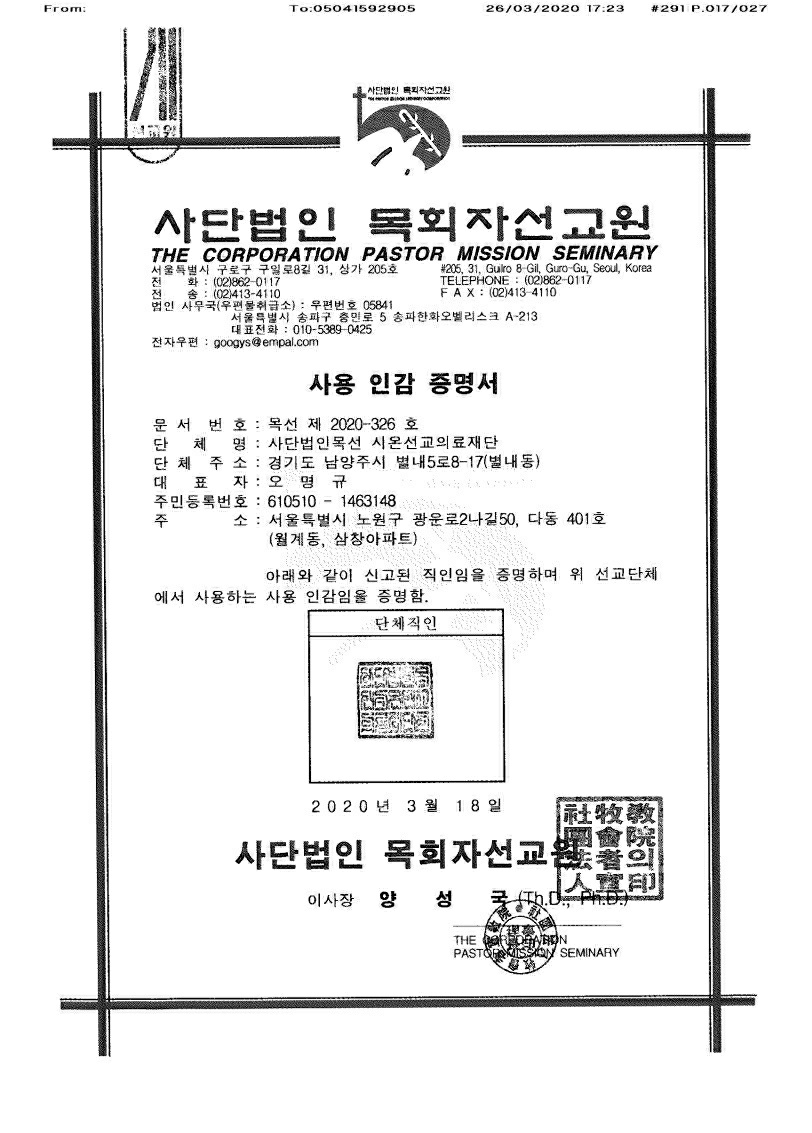 From: To:05041592905 26/03/2020 17:23 #291 P.017/027
사단법인 목회자선교원
사단법인 목회자선교원
THE CORPORATION PASTOR MISSION SEMINARY
서울특별시 구로구 구일로8길 31, 상가 205호 #205, 31, Guilro 8-Gil, Guro-Gu, Seoul, Korea
전 화 : (02)862-0117 TELEPHONE : (02)862-0117
전 송 : (02)413-4110 F A X : (02)413-4110
법인 사무국(우편물취급소) : 우편번호 05841
서울특별시 송파구 충민로 5 송파한화오벨리스크 A-213
대표전화 : 010-5389-0425
전자우편 : googys@empal.com
사용 인감 증명서
문 서 번 호 : 목선 제 2020-326 호
단 체 명 : 사단법인목선 시온선교의료재단
단 체 주 소 : 경기도 남양주시 별내5로8-17(별내동)
대 표 자 : 오 명 규
주민등록번호 : 610510 - 1463148
주 소 : 서울특별시 노원구 광운로2나길50, 다동 401호
(월계동, 삼창아파트)
아래와 같이 신고된 직인임을 증명하며 위 선교단체
에서 사용하는 사용 인감임을 증명함.
단체직인
2020년 3월 18일
사단법인 목회자선교원
이사장 양 성 국 (Th.D., Ph.D.)
THE CORPORATION
PASTOR MISSION SEMINARY